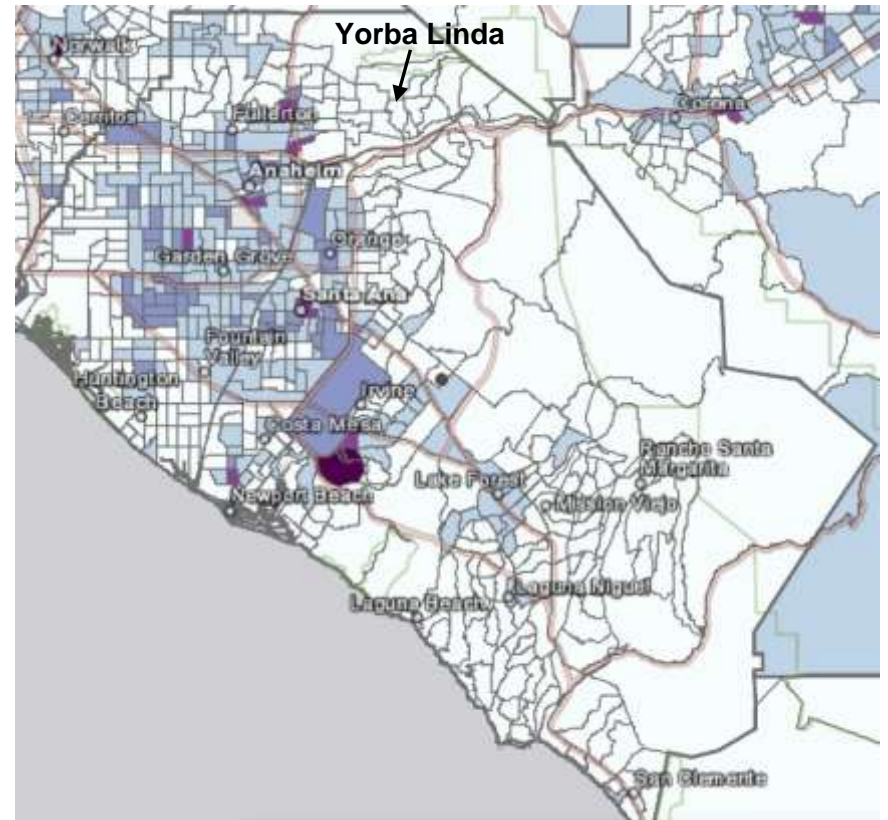 Yorba Linda
Norwalk
Fullerton
Corona
Cerritos
Anaheim
Orange
Garden Grove
Santa Ana
Fountain
Valley
Huntington
Beach
Irvine
Costa Mesa
Rancho Santa
Margarita
Lake Forest
Newport Beach
Mission Viejo
Laguna Niguel
Laguna Beach
San Clemente